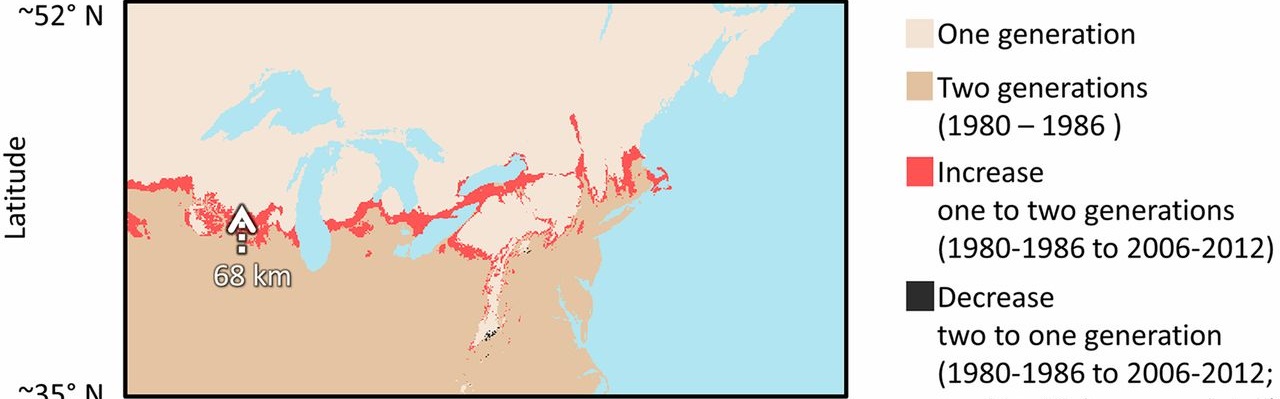 ~52° N
Latitude
68 km
~35° N
One generation
Two generations
(1980 – 1986 )
Increase
one to two generations
(1980-1986 to 2006-2012)
Decrease
two to one generation
(1980-1986 to 2006-2012;